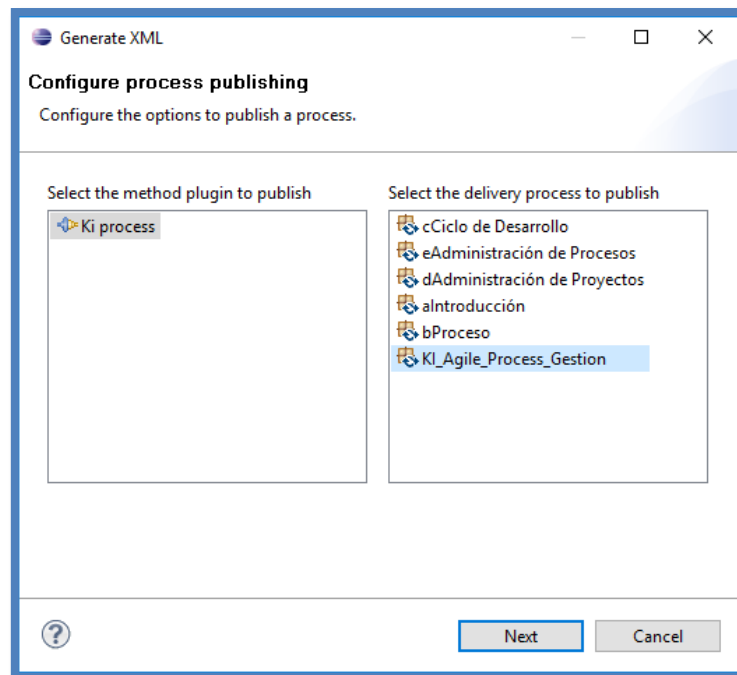 Generate XML
Configure process publishing
Configure the options to publish a process.
Select the method plugin to publish
Select the delivery process to publish
Ki process
cCiclo de Desarrollo
eAdministración de Procesos
dAdministración de Proyectos
aIntroducción
bProceso
KI_Agile_Process_Gestion
?
Next
Cancel